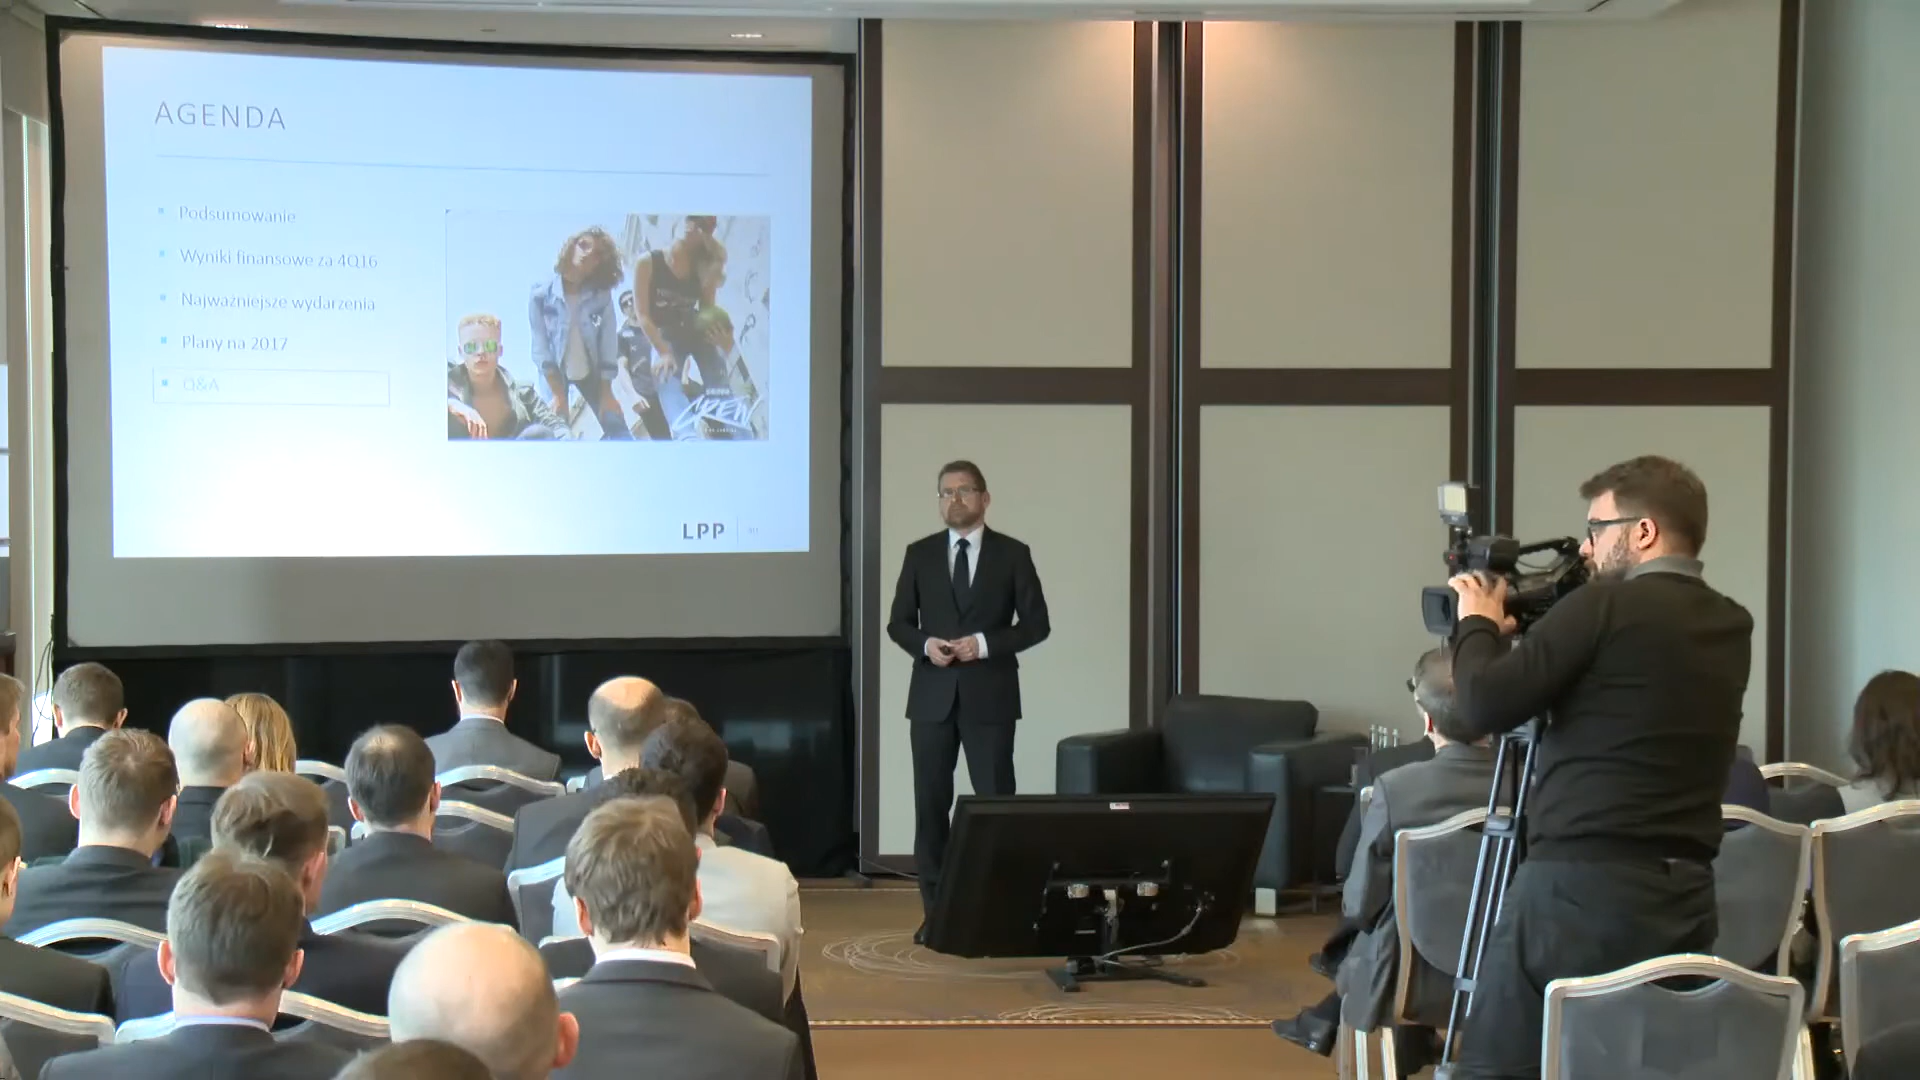 AGENDA
Podsumowanie
Wyniki finansowe za 4Q16
Najważniejsze wydarzenia
Plany na 2017
Q&A
CREW
LPP